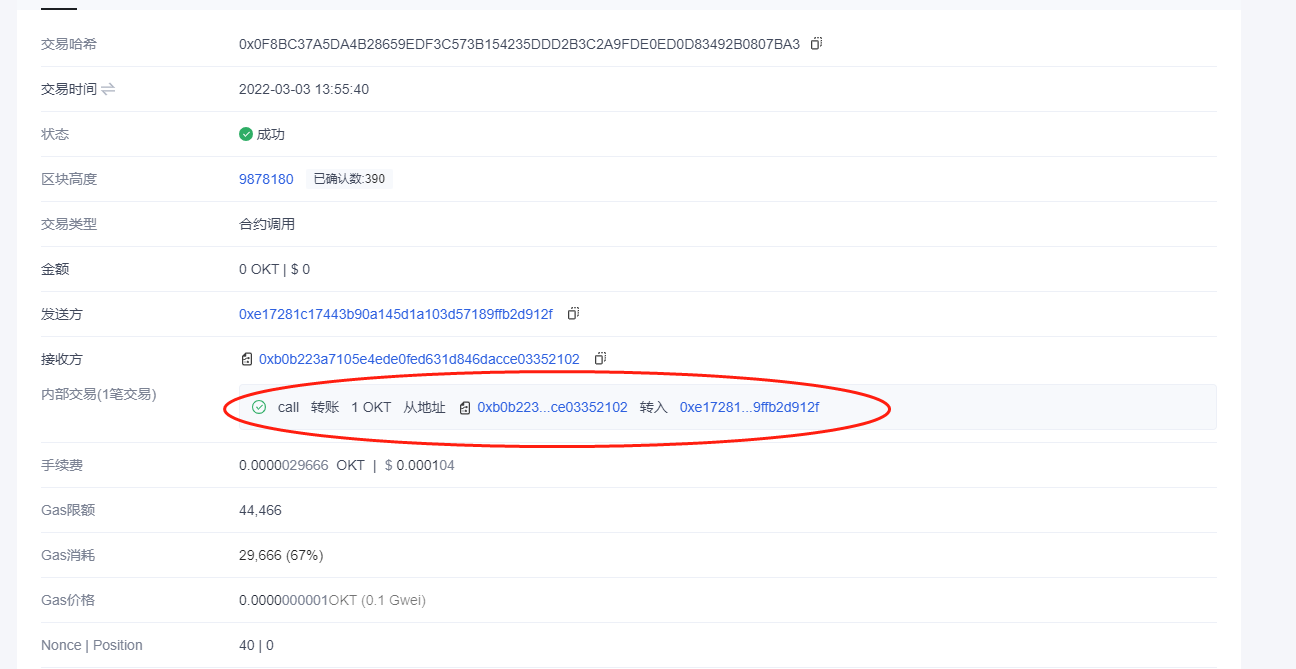 交易哈希 0x0F8BC37A5DA4B28659EDF3C573B154235DDD2B3C2A9FDE0ED0D83492B0807BA3
交易时间 2022-03-03 13:55:40
状态 成功
区块高度 9878180 已确认数:390
交易类型 合约调用
金额 0 OKT | $ 0
发送方 0xe17281c17443b90a145d1a103d57189ffb2d912f
接收方 0xb0b223a7105e4ede0fed631d846dacce03352102
内部交易(1笔交易)
call 转账 1 OKT 从地址 0xb0b223...ce03352102 转入 0xe17281...9ffb2d912f
手续费 0.0000029666 OKT | $ 0.000104
Gas限额 44,466
Gas消耗 29,666 (67%)
Gas价格 0.0000000001OKT (0.1 Gwei)
Nonce | Position 40 | 0